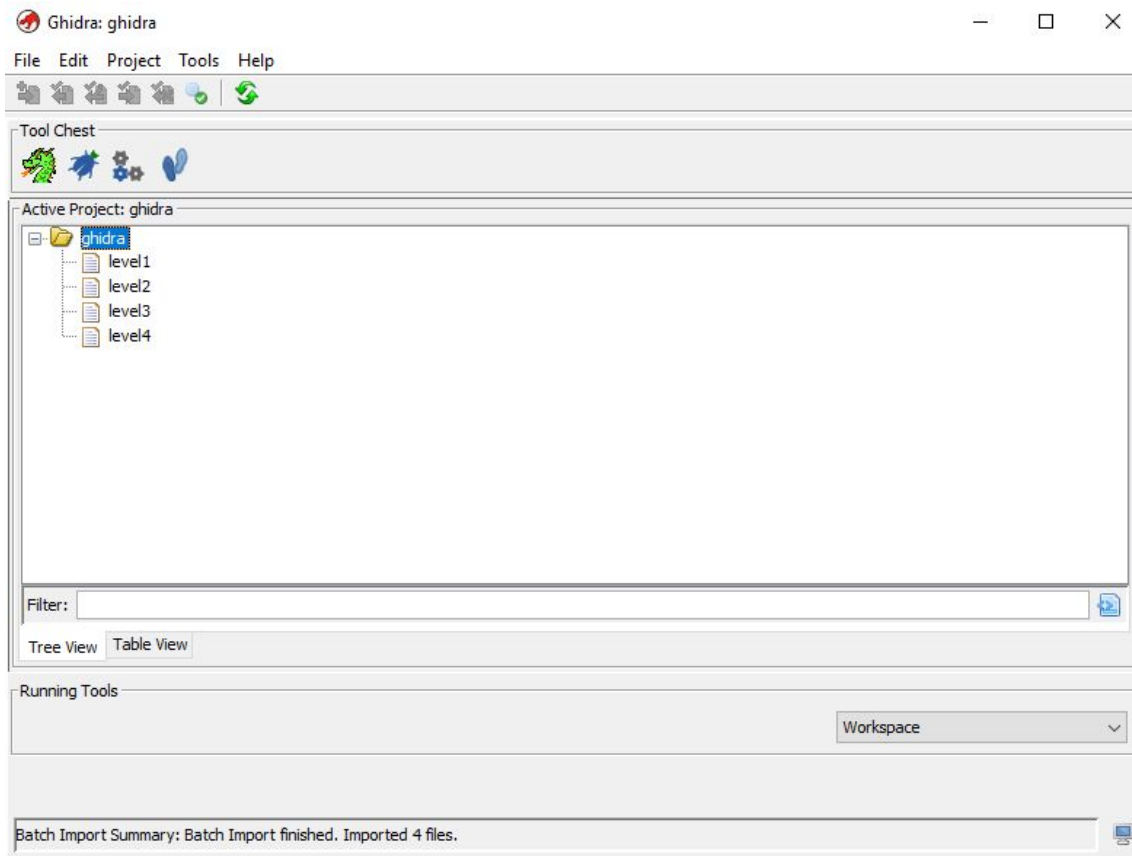 Ghidra: ghidra
File Edit Project Tools Help
Tool Chest
Active Project: ghidra
ghidra
level1
level2
level3
level4
Filter:
Tree View Table View
Running Tools
Workspace
Batch Import Summary: Batch Import finished. Imported 4 files.